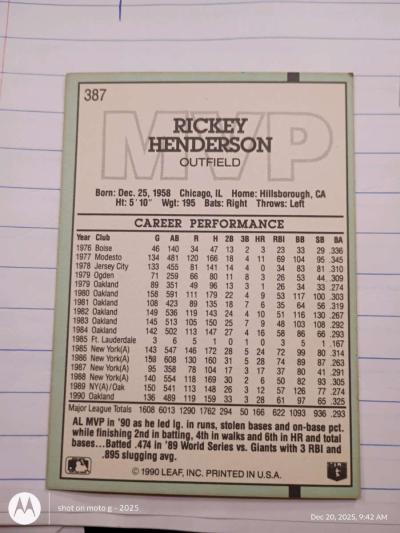 387
MVP
RICKEY
HENDERSON
OUTFIELD
Born: Dec. 25, 1958 Chicago, IL Home: Hillsborough, CA
Ht: 5'10" Wgt: 195 Bats: Right Throws: Left
CAREER PERFORMANCE
Year Club G AB R H 2B 3B HR RBI BB SB BA
1976 Boise 46 140 34 47 13 2 3 23 33 29 .336
1977 Modesto 134 481 120 166 18 4 11 69 104 95 .345
1978 Jersey City 133 455 81 141 14 4 0 34 83 81 .310
1979 Ogden 71 259 66 80 11 8 3 26 53 44 .309
1979 Oakland 89 351 49 96 13 3 1 26 34 33 .274
1980 Oakland 158 591 111 179 22 4 9 53 117 100 .303
1981 Oakland 108 423 89 135 18 7 6 35 64 56 .319
1982 Oakland 149 536 119 143 24 4 10 51 116 130 .267
1983 Oakland 145 513 105 150 25 7 9 48 103 108 .292
1984 Oakland 142 502 113 147 27 4 16 58 86 66 .293
1985 Ft. Lauderdale 3 6 5 1 0 1 0 3 5 1 .167
1985 New York(A) 143 547 146 172 28 5 24 72 99 80 .314
1986 New York(A) 153 608 130 160 31 5 28 74 89 87 .263
1987 New York(A) 95 358 78 104 17 3 17 37 80 41 .291
1988 New York(A) 140 554 118 169 30 2 6 50 82 93 .305
1989 NY(A)/Oak 150 541 113 148 26 3 12 57 126 77 .274
1990 Oakland 136 489 119 159 33 3 28 61 97 65 .325
Major League Totals 1608 6013 1290 1762 294 50 166 622 1093 936 .293
AL MVP in '90 as he led lg. in runs, stolen bases and on-base pct.
while finishing 2nd in batting, 4th in walks and 6th in HR and total
bases...Batted .474 in '89 World Series vs. Giants with 3 RBI and
.895 slugging avg.
© 1990 LEAF, INC. PRINTED IN U.S.A.
shot on moto g - 2025
Dec 20, 2025, 9:42 AM